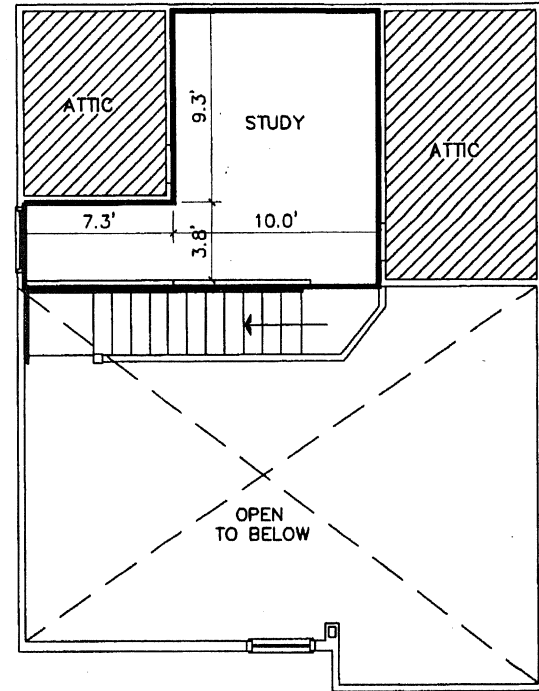 ATTIC
9.3'
STUDY
ATTIC
7.3'
3.8'
10.0'
OPEN
TO BELOW